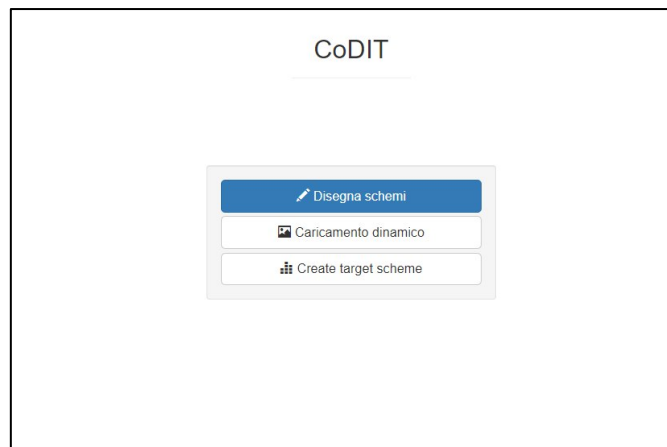 CoDIT
Disegna schemi
Caricamento dinamico
Create target scheme